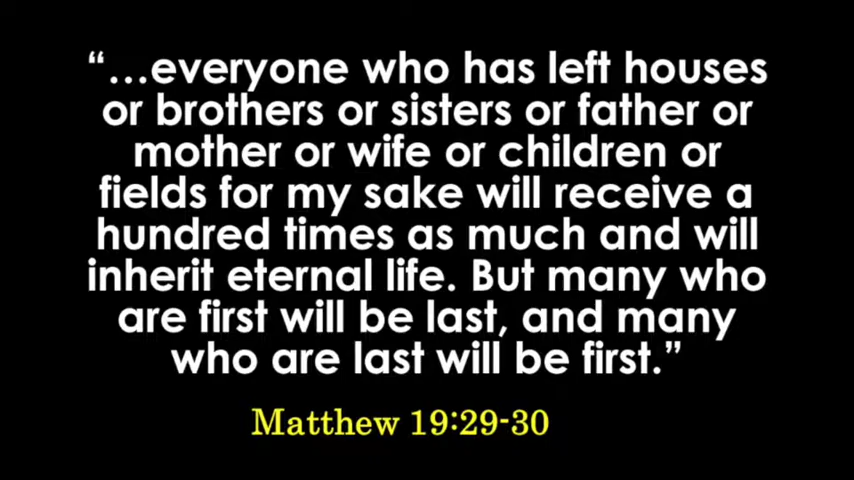 “…everyone who has left houses
or brothers or sisters or father or
mother or wife or children or
fields for my sake will receive a
hundred times as much and will
inherit eternal life. But many who
are first will be last, and many
who are last will be first.”
Matthew 19:29-30